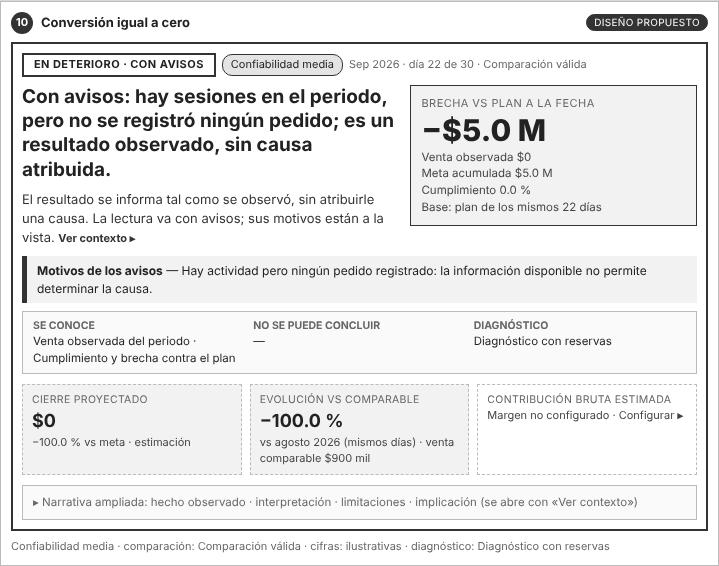 10 Conversión igual a cero
DISEÑO PROPUESTO
EN DETERIORO · CON AVISOS
Confiabilidad media
Sep 2026 · día 22 de 30 · Comparación válida
Con avisos: hay sesiones en el periodo,
pero no se registró ningún pedido; es un
resultado observado, sin causa
atribuida.
El resultado se informa tal como se observó, sin atribuirle
una causa. La lectura va con avisos; sus motivos están a la
vista. Ver contexto ▸
BRECHA VS PLAN A LA FECHA
−$5.0 M
Venta observada $0
Meta acumulada $5.0 M
Cumplimiento 0.0 %
Base: plan de los mismos 22 días
Motivos de los avisos — Hay actividad pero ningún pedido registrado: la información disponible no permite
determinar la causa.
SE CONOCE
Venta observada del periodo ·
Cumplimiento y brecha contra el plan
NO SE PUEDE CONCLUIR
—
DIAGNÓSTICO
Diagnóstico con reservas
CIERRE PROYECTADO
$0
−100.0 % vs meta · estimación
EVOLUCIÓN VS COMPARABLE
−100.0 %
vs agosto 2026 (mismos días) · venta
comparable $900 mil
CONTRIBUCIÓN BRUTA ESTIMADA
Margen no configurado · Configurar ▸
▸ Narrativa ampliada: hecho observado · interpretación · limitaciones · implicación (se abre con «Ver contexto»)
Confiabilidad media · comparación: Comparación válida · cifras: ilustrativas · diagnóstico: Diagnóstico con reservas